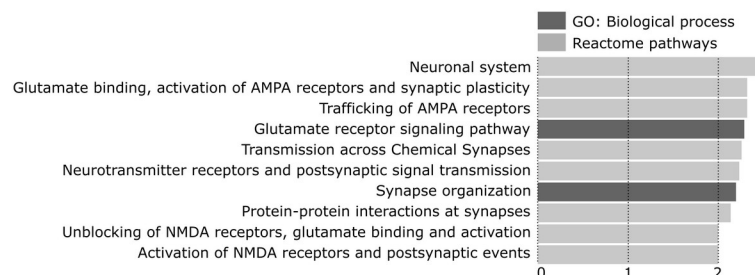 GO: Biological process
Reactome pathways
Neuronal system
Glutamate binding, activation of AMPA receptors and synaptic plasticity
Trafficking of AMPA receptors
Glutamate receptor signaling pathway
Transmission across Chemical Synapses
Neurotransmitter receptors and postsynaptic signal transmission
Synapse organization
Protein-protein interactions at synapses
Unblocking of NMDA receptors, glutamate binding and activation
Activation of NMDA receptors and postsynaptic events
0 1 2